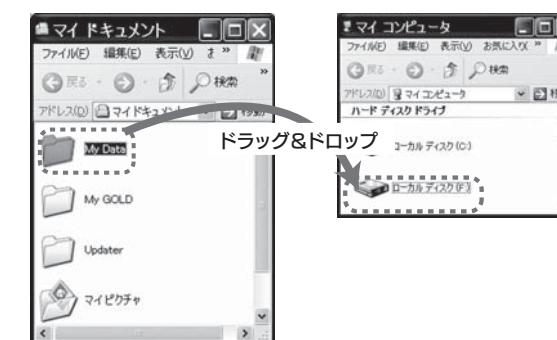 マイ ドキュメント
ファイル(F) 編集(E) 表示(V) ま »
戻る 検索 »
アドレス(D) マイ ドキュメント 移動
My Data
My GOLD
Updater
マイ ピクチャ
ドラッグ&ドロップ
マイ コンピュータ
ファイル(F) 編集(E) 表示(V) お気に入り( »
戻る 検索
アドレス(D) マイ コンピュータ
ハード ディスク ドライブ
ーカル ディスク (C:)
ローカル ディスク (F:)